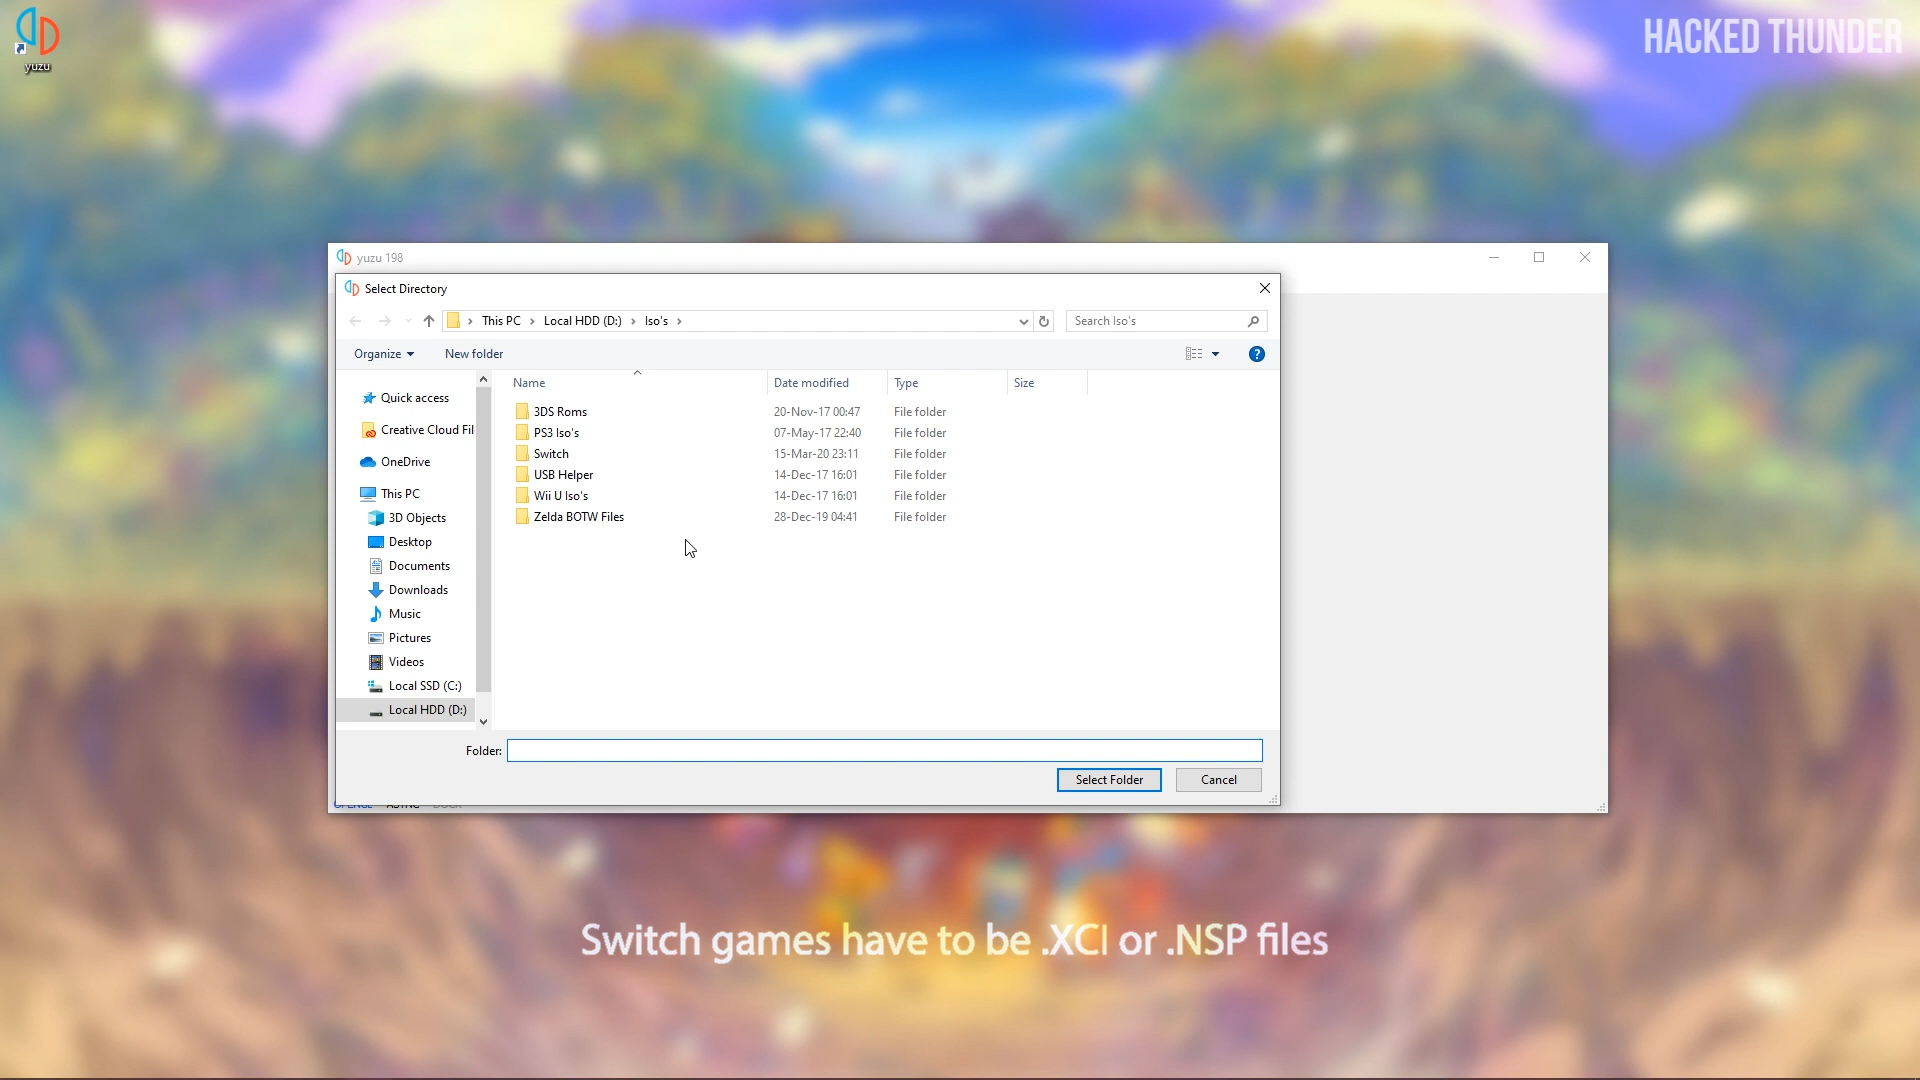 HACKED THUNDER
yuzu
yuzu 198
Select Directory
This PC > Local HDD (D:) > Iso's >
Search Iso's
Organize
New folder
Name
Date modified
Type
Size
Quick access
Creative Cloud Fil
OneDrive
This PC
3D Objects
Desktop
Documents
Downloads
Music
Pictures
Videos
Local SSD (C:)
Local HDD (D:)
3DS Roms 20-Nov-17 00:47 File folder
PS3 Iso's 07-May-17 22:40 File folder
Switch 15-Mar-20 23:11 File folder
USB Helper 14-Dec-17 16:01 File folder
Wii U Iso's 14-Dec-17 16:01 File folder
Zelda BOTW Files 28-Dec-19 04:41 File folder
Folder:
Select Folder
Cancel
Switch games have to be .XCI or .NSP files